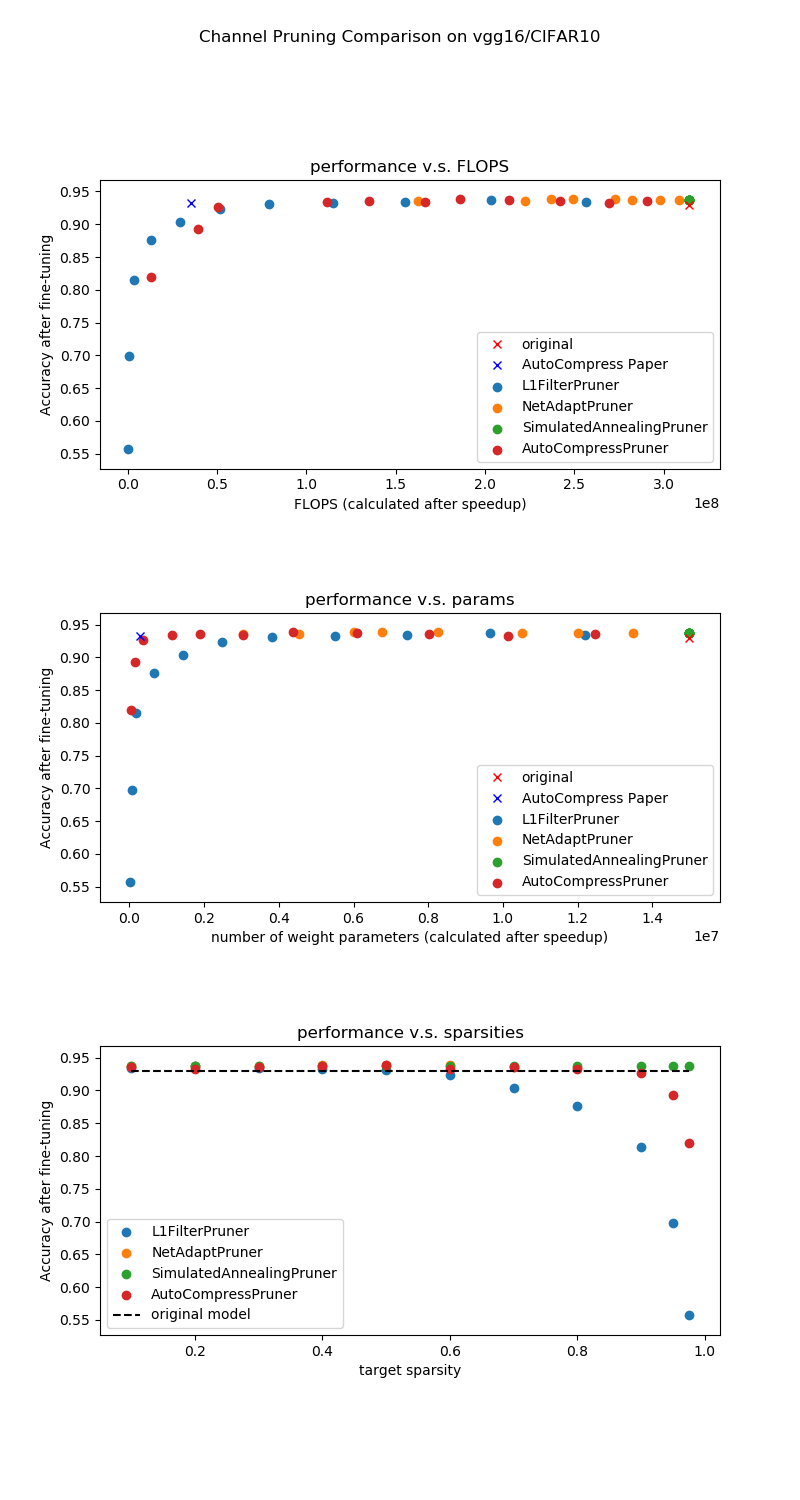 Channel Pruning Comparison on vgg16/CIFAR10
performance v.s. FLOPS
Accuracy after fine-tuning
0.95
0.90
0.85
0.80
0.75
0.70
0.65
0.60
0.55
original
AutoCompress Paper
L1FilterPruner
NetAdaptPruner
SimulatedAnnealingPruner
AutoCompressPruner
0.0 0.5 1.0 1.5 2.0 2.5 3.0
1e8
FLOPS (calculated after speedup)
performance v.s. params
Accuracy after fine-tuning
0.95
0.90
0.85
0.80
0.75
0.70
0.65
0.60
0.55
original
AutoCompress Paper
L1FilterPruner
NetAdaptPruner
SimulatedAnnealingPruner
AutoCompressPruner
0.0 0.2 0.4 0.6 0.8 1.0 1.2 1.4
1e7
number of weight parameters (calculated after speedup)
performance v.s. sparsities
Accuracy after fine-tuning
0.95
0.90
0.85
0.80
0.75
0.70
0.65
0.60
0.55
L1FilterPruner
NetAdaptPruner
SimulatedAnnealingPruner
AutoCompressPruner
original model
0.2 0.4 0.6 0.8 1.0
target sparsity